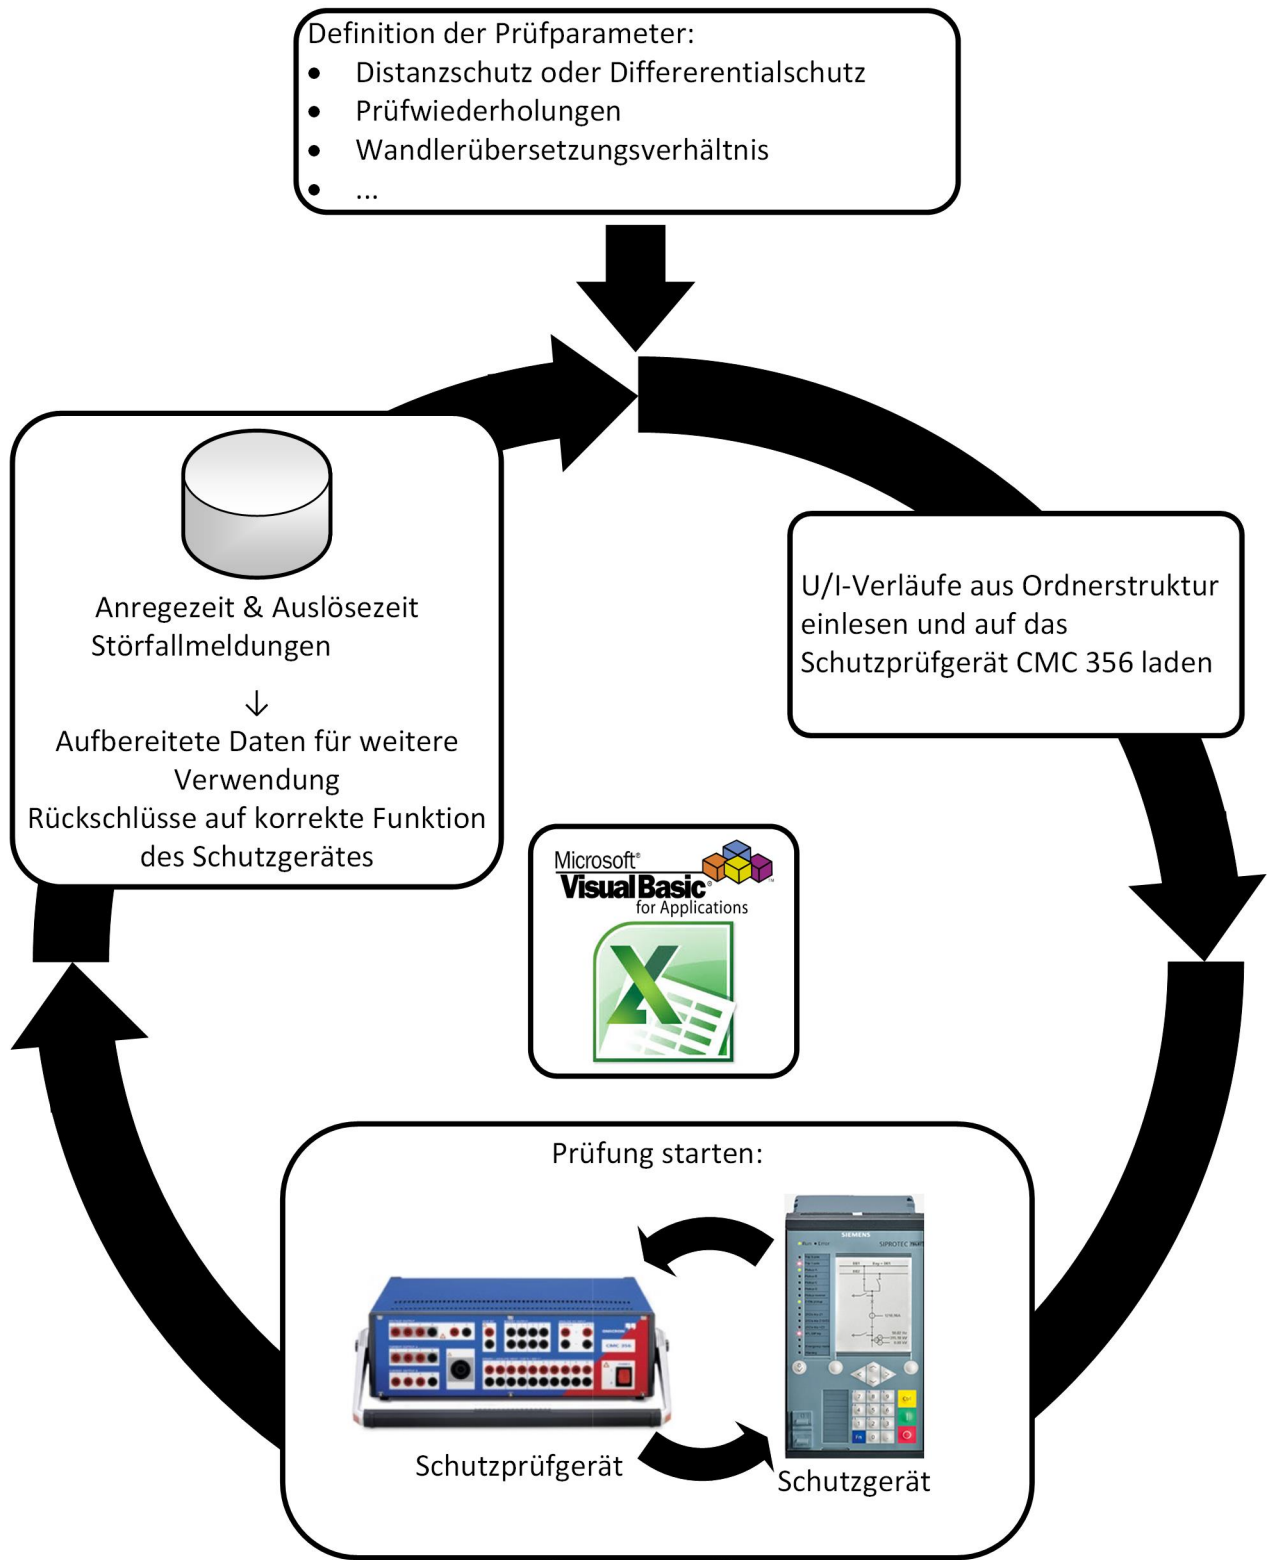 Definition der Prüfparameter:
• Distanzschutz oder Differerentialschutz
• Prüfwiederholungen
• Wandlerübersetzungsverhältnis
• ...
U/I-Verläufe aus Ordnerstruktur
einlesen und auf das
Schutzprüfgerät CMC 356 laden
Anregezeit & Auslösezeit
Störfallmeldungen
↓
Aufbereitete Daten für weitere
Verwendung
Rückschlüsse auf korrekte Funktion
des Schutzgerätes
Microsoft®
Visual Basic®
for Applications
Prüfung starten:
SIEMENS
SIPROTEC
CMC 356
Schutzprüfgerät
Schutzgerät